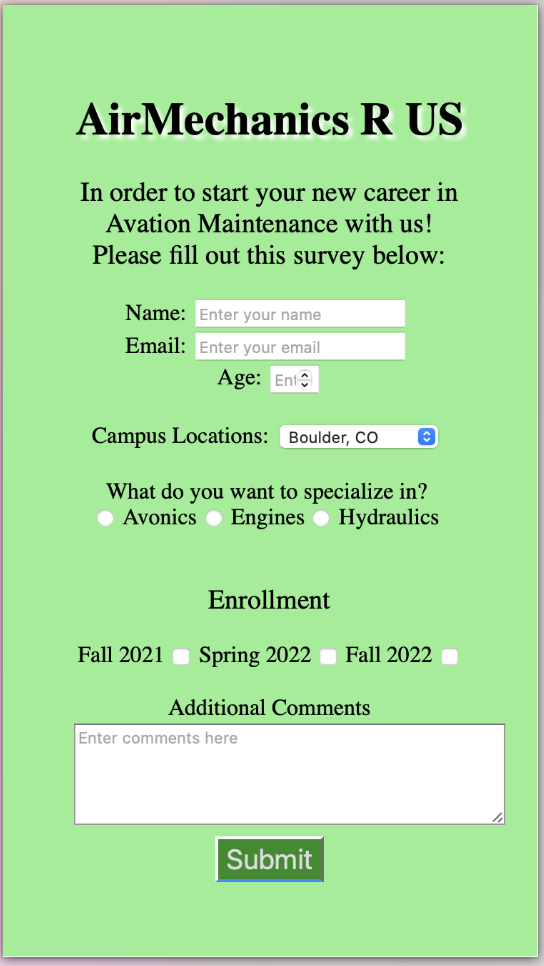 AirMechanics R US
In order to start your new career in
Avation Maintenance with us!
Please fill out this survey below:
Name: Enter your name
Email: Enter your email
Age: Ent
Campus Locations: Boulder, CO
What do you want to specialize in?
Avonics Engines Hydraulics
Enrollment
Fall 2021 Spring 2022 Fall 2022
Additional Comments
Enter comments here
Submit